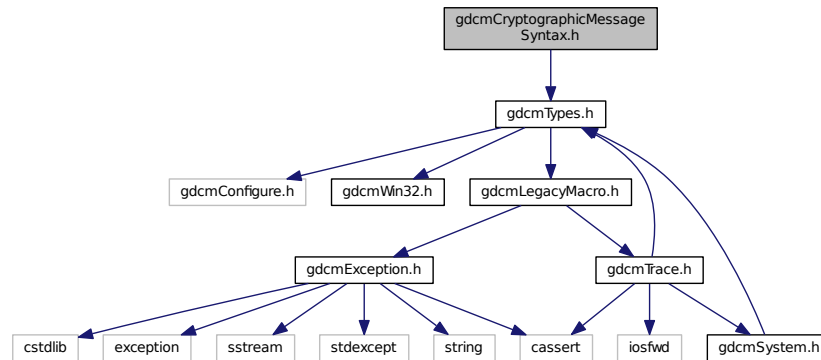 gdcmCryptographicMessage
Syntax.h
gdcmTypes.h
gdcmConfigure.h
gdcmWin32.h
gdcmLegacyMacro.h
gdcmException.h
gdcmTrace.h
cstdlib
exception
sstream
stdexcept
string
cassert
iosfwd
gdcmSystem.h